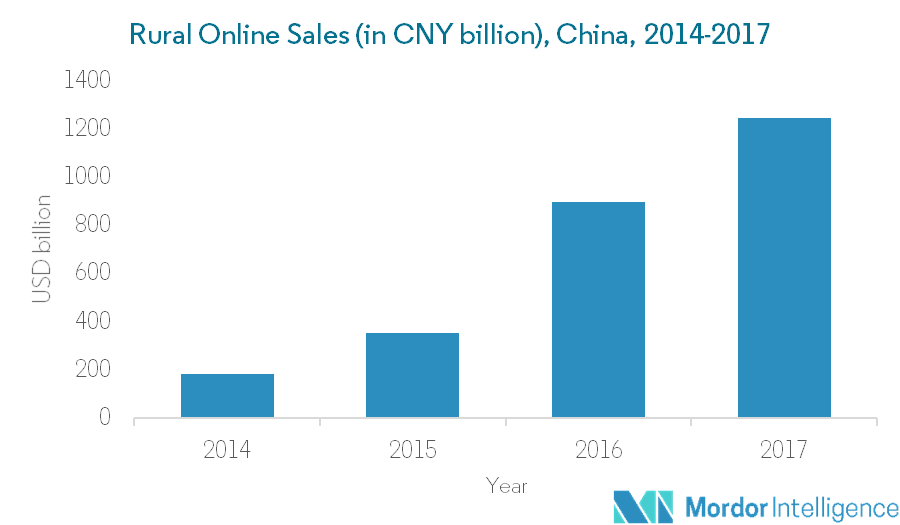 Rural Online Sales (in CNY billion), China, 2014-2017
1400
1200
1000
800
600
400
200
0
USD billion
2014 2015 2016 2017
Year
Mordor Intelligence